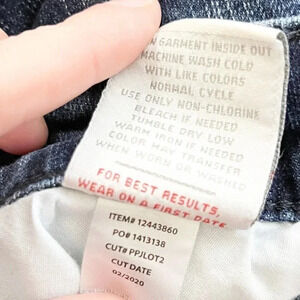 N GARMENT INSIDE OUT
MACHINE WASH COLD
WITH LIKE COLORS
NORMAL CYCLE
USE ONLY NON-CHLORINE
BLEACH IF NEEDED
TUMBLE DRY LOW
WARM IRON IF NEEDED
COLOR MAY TRANSFER
WHEN WORN OR WASHED
FOR BEST RESULTS,
WEAR ON A FIRST DATE
ITEM# 12443860
PO# 1413138
CUT# PPJLOT2
CUT DATE
02/2020